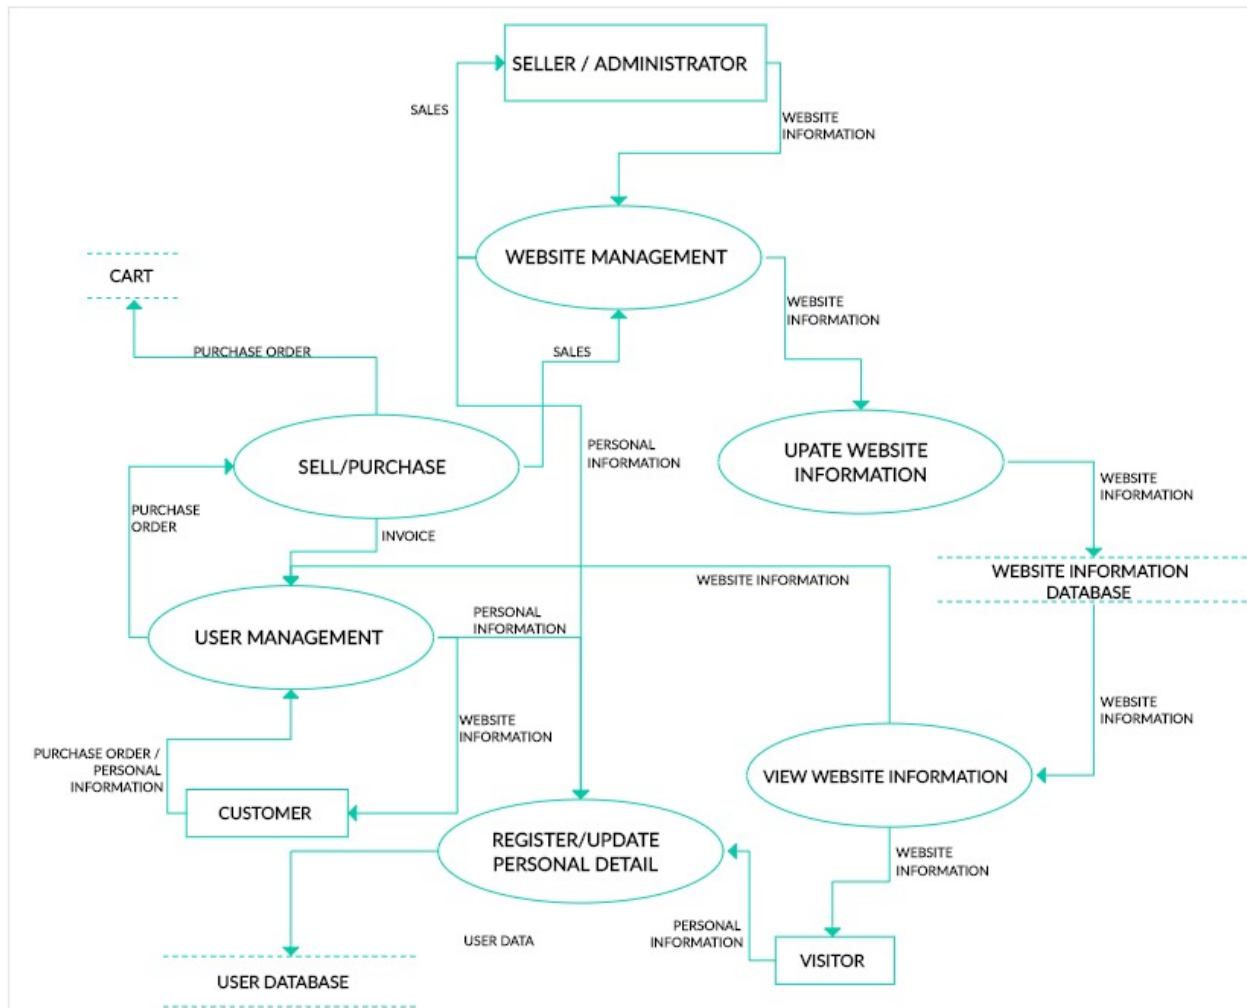 SELLER / ADMINISTRATOR
SALES
WEBSITE
INFORMATION
WEBSITE MANAGEMENT
CART
WEBSITE
INFORMATION
PURCHASE ORDER
SALES
PERSONAL
INFORMATION
UPATE WEBSITE
INFORMATION
SELL/PURCHASE
WEBSITE
INFORMATION
PURCHASE
ORDER
INVOICE
WEBSITE INFORMATION
DATABASE
WEBSITE INFORMATION
PERSONAL
INFORMATION
USER MANAGEMENT
WEBSITE
INFORMATION
WEBSITE
INFORMATION
PURCHASE ORDER /
PERSONAL
INFORMATION
VIEW WEBSITE INFORMATION
CUSTOMER
REGISTER/UPDATE
PERSONAL DETAIL
WEBSITE
INFORMATION
PERSONAL
INFORMATION
USER DATA
VISITOR
USER DATABASE